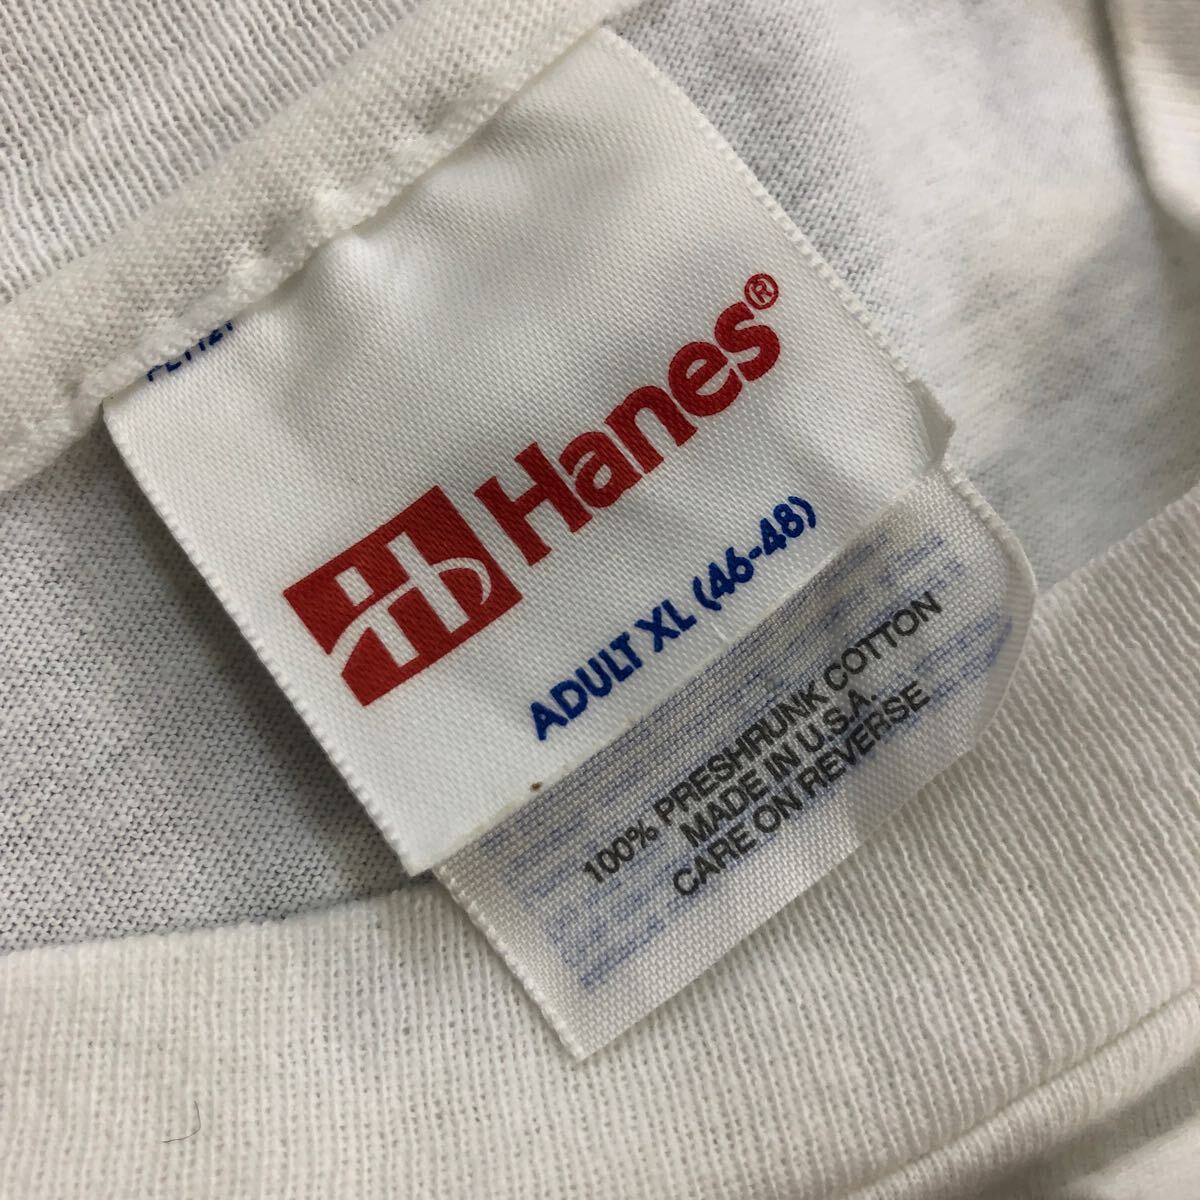 Hanes®
ADULT XL (46-48)
100% PRESHRUNK COTTON
MADE IN U.S.A.
CARE ON REVERSE